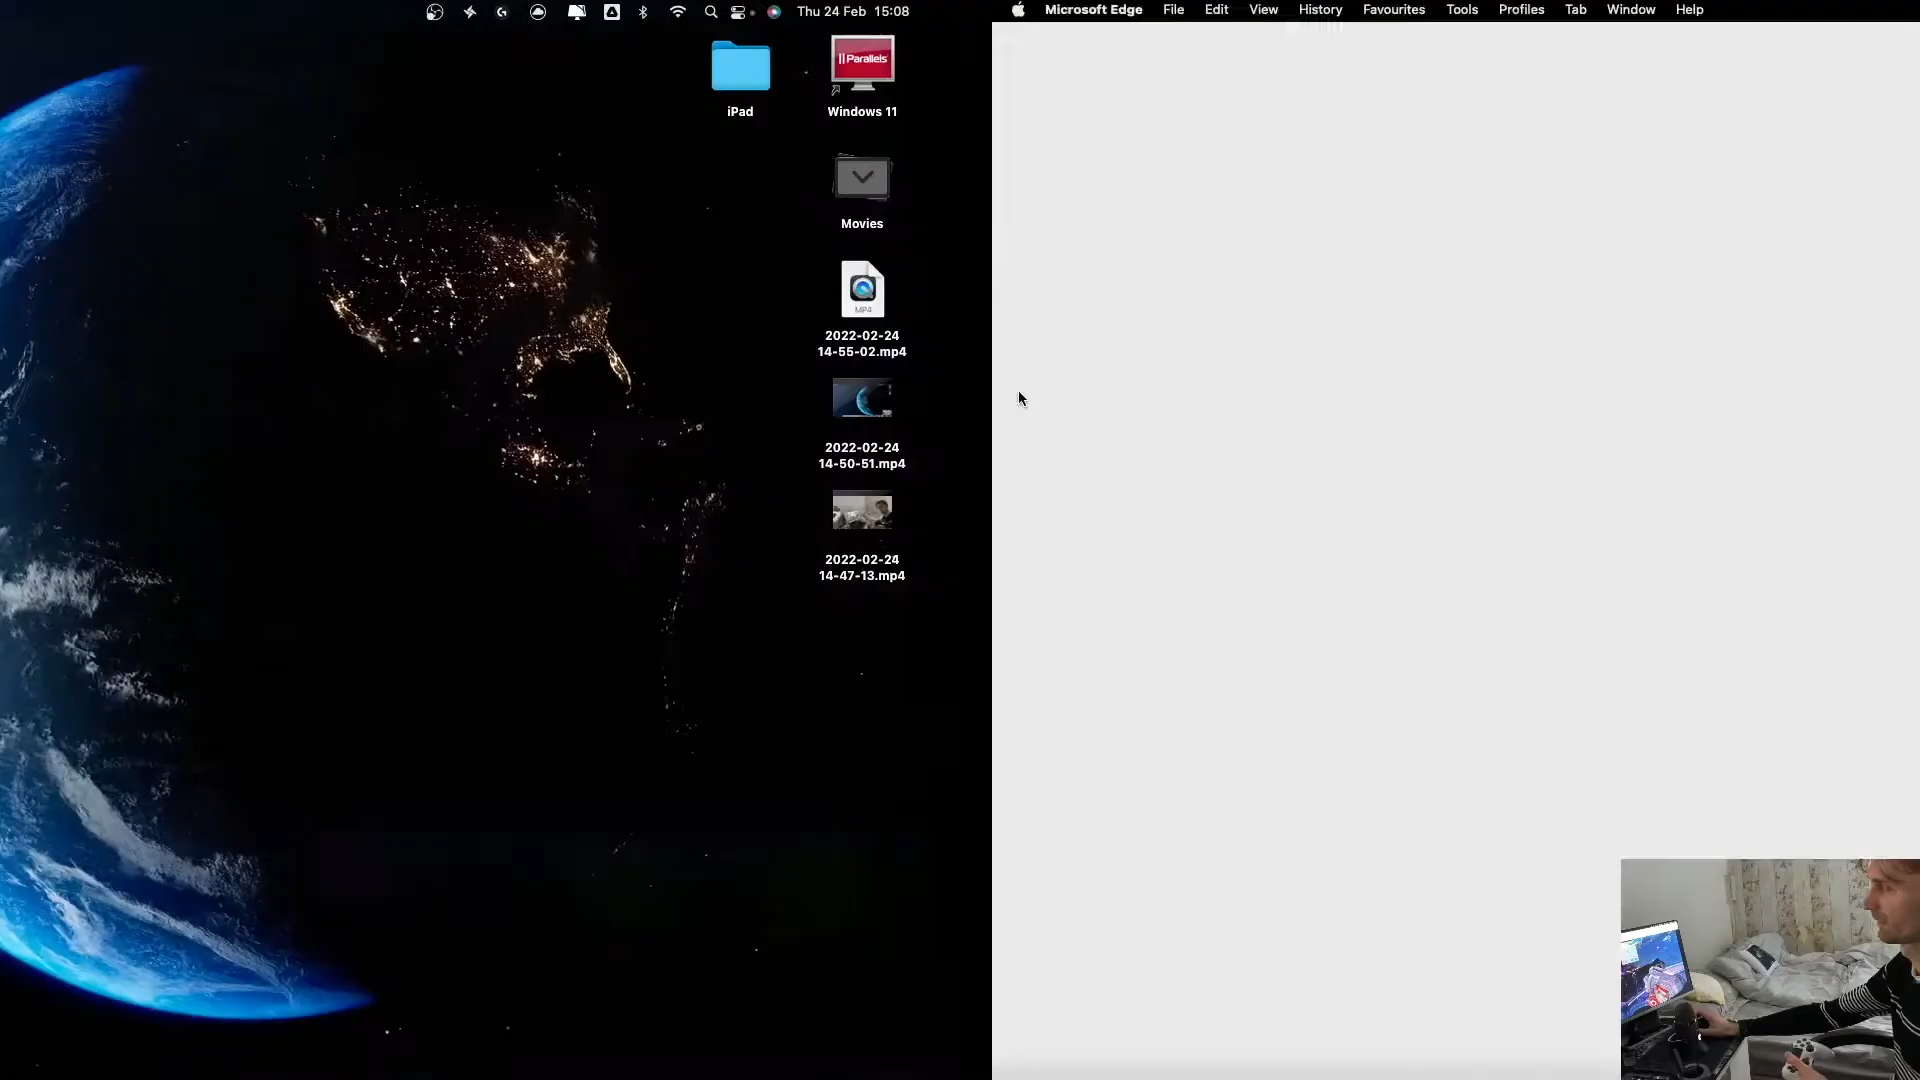 Thu 24 Feb 15:08
Microsoft Edge File Edit View History Favourites Tools Profiles Tab Window Help
iPad
Parallels
Windows 11
Movies
MP4
2022-02-24
14-55-02.mp4
2022-02-24
14-50-51.mp4
2022-02-24
14-47-13.mp4